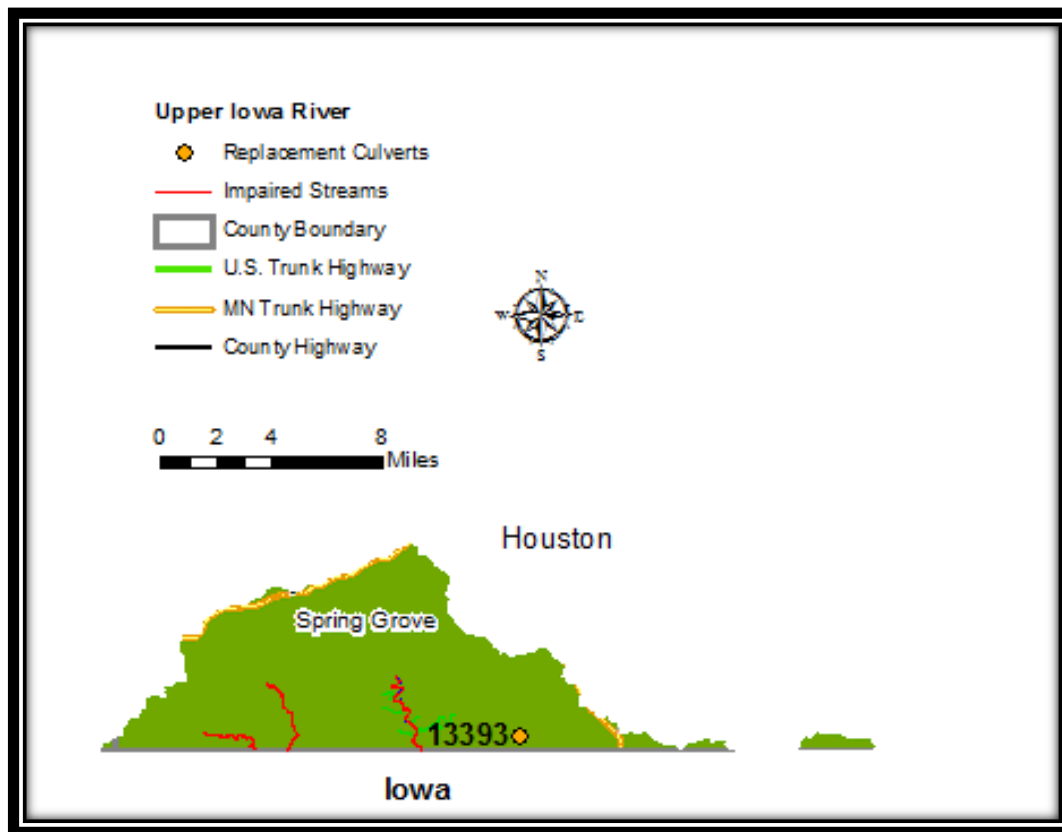 Upper Iowa River
Replacement Culverts
Impaired Streams
County Boundary
U.S. Trunk Highway
MN Trunk Highway
County Highway
N
W E
S
0 2 4 8
Miles
Houston
Spring Grove
13393
Iowa